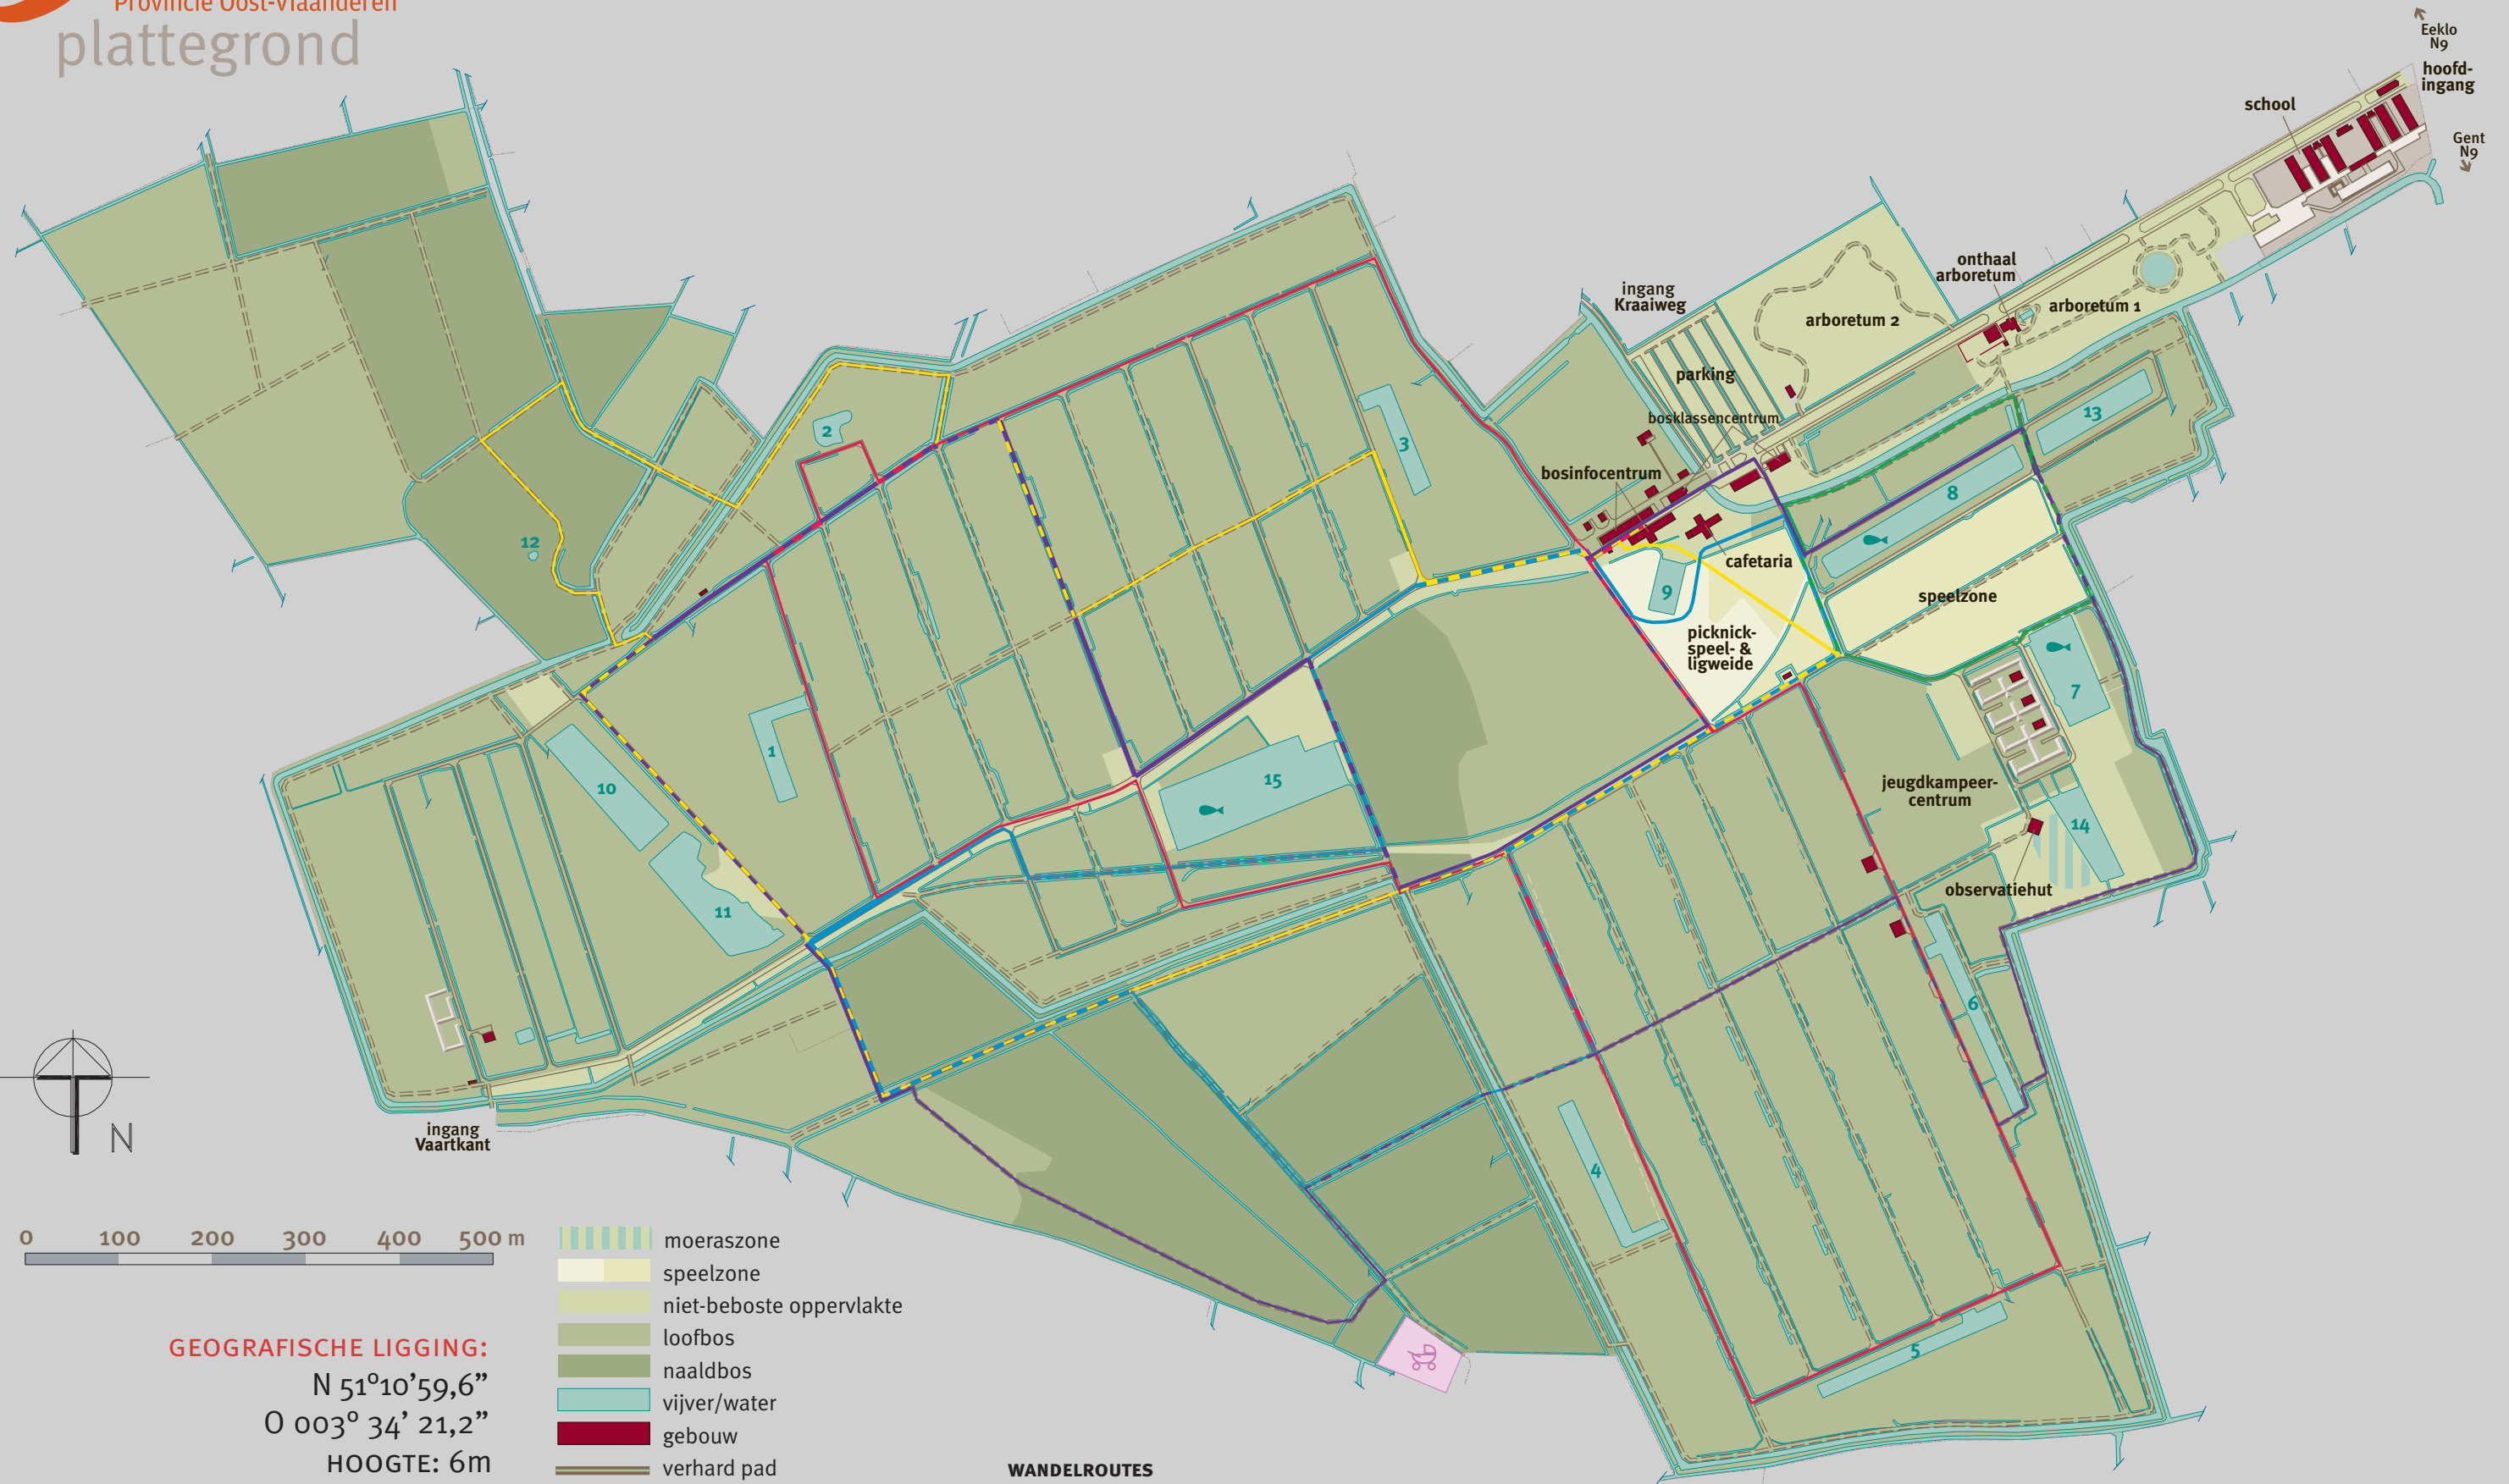 Provincie Oost-Vlaanderen
plattegrond
Eeklo
N9
hoofd-
ingang
school
Gent
N9
onthaal
arboretum
ingang
Kraaiweg
arboretum 2
arboretum 1
parking
bosklassencentrum
bosinfocentrum
cafetaria
speelzone
picknick-
speel- &
ligweide
jeugdkampeer-
centrum
observatiehut
1
2
3
4
5
6
7
8
9
10
11
12
13
14
15
ingang
Vaartkant
N
0 100 200 300 400 500 m
GEOGRAFISCHE LIGGING:
N 51°10'59,6”
O 003° 34' 21,2”
HOOGTE: 6m
moeraszone
speelzone
niet-beboste oppervlakte
loofbos
naaldbos
vijver/water
gebouw
verhard pad
WANDELROUTES